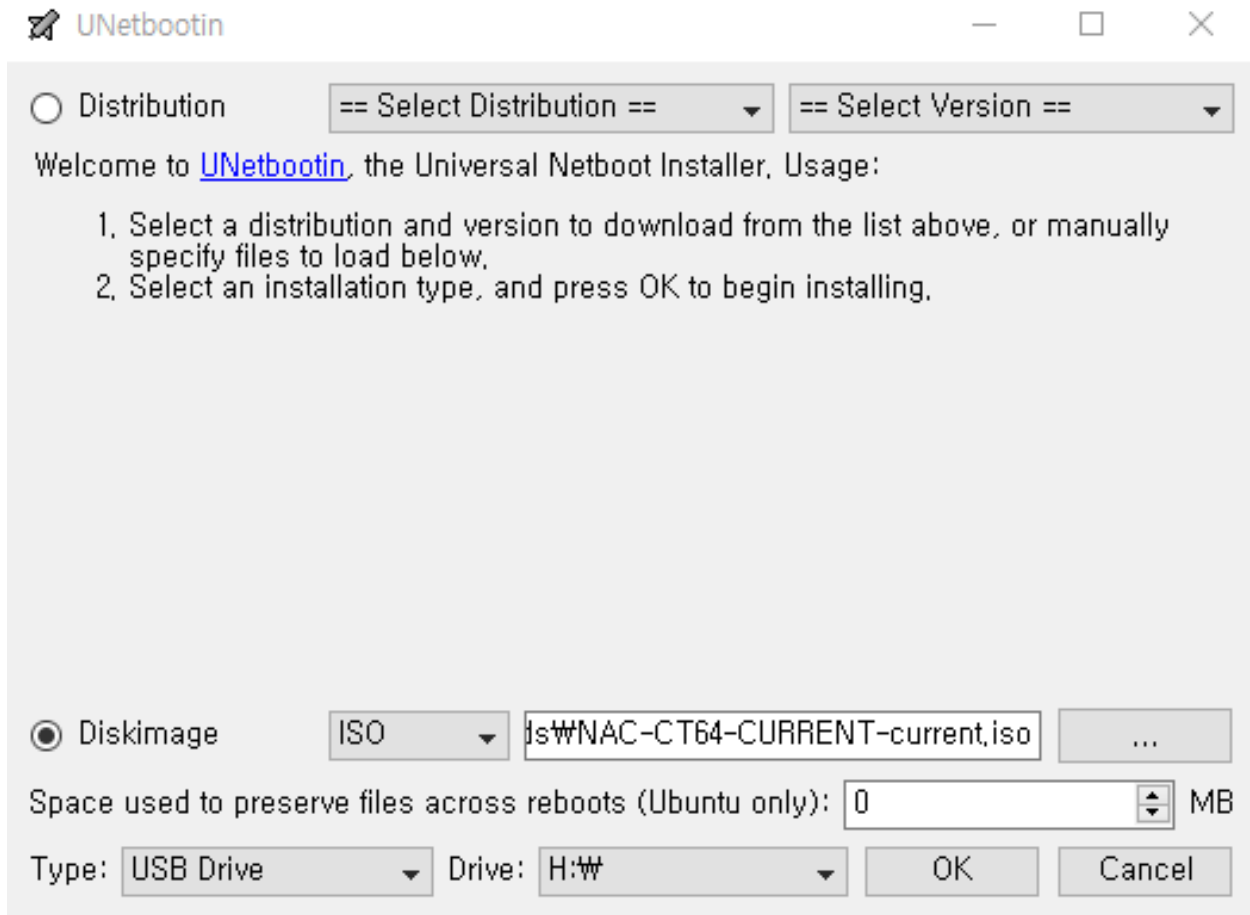 UNetbootin
Distribution == Select Distribution == == Select Version ==
Welcome to UNetbootin, the Universal Netboot Installer, Usage:
1, Select a distribution and version to download from the list above, or manually
specify files to load below,
2, Select an installation type, and press OK to begin installing,
Diskimage ISO ds₩NAC-CT64-CURRENT-current,iso ...
Space used to preserve files across reboots (Ubuntu only): 0 MB
Type: USB Drive Drive: H:₩ OK Cancel